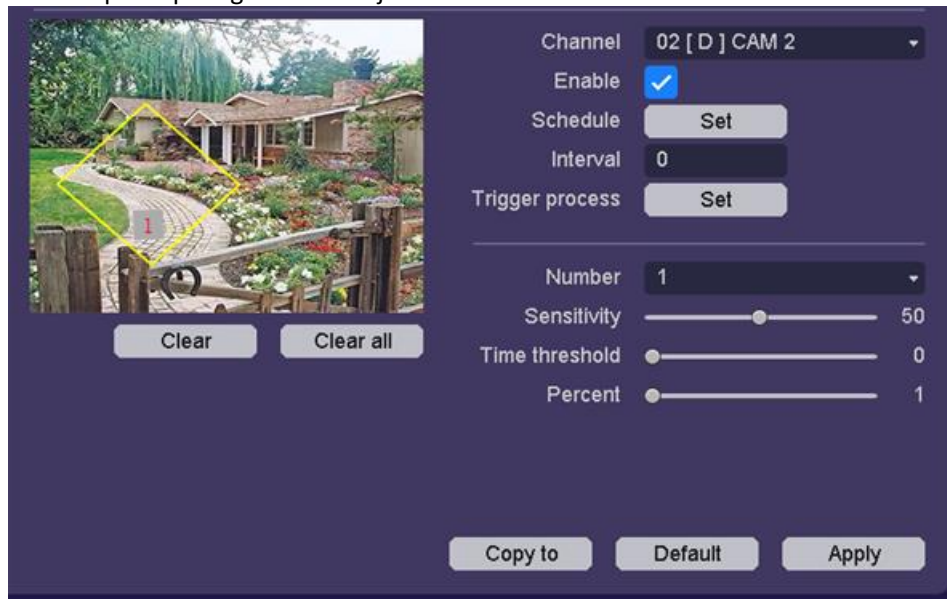 Channel 02 [ D ] CAM 2
Enable
Schedule Set
Interval 0
Trigger process Set
1
Number 1
Sensitivity 50
Clear Clear all
Time threshold 0
Percent 1
Copy to Default Apply